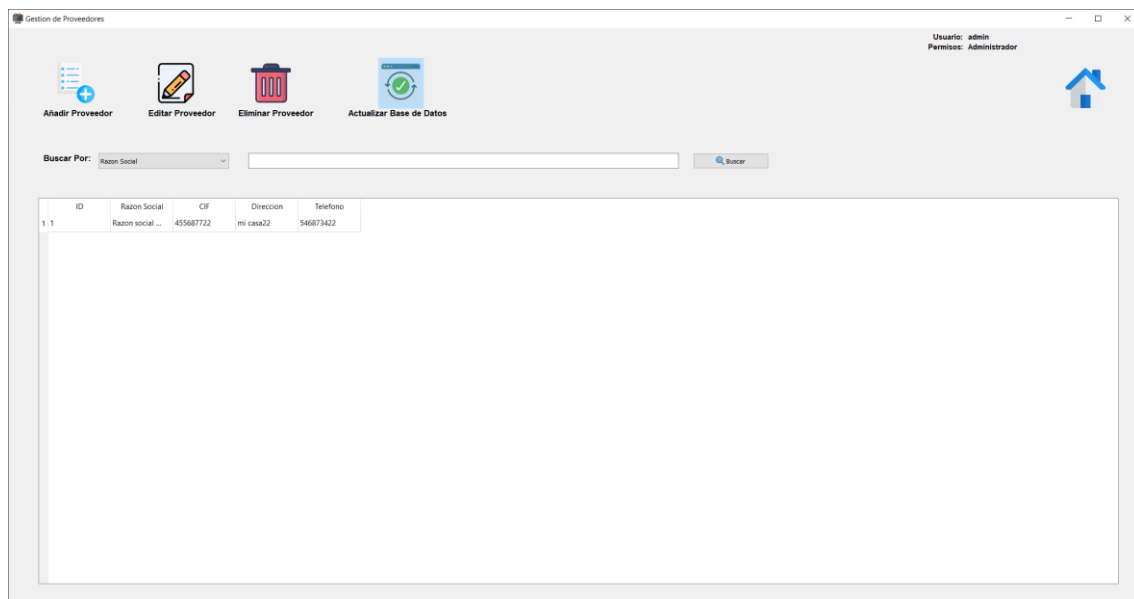 Gestion de Proveedores
Usuario: admin
Permisos: Administrador
Añadir Proveedor Editar Proveedor Eliminar Proveedor Actualizar Base de Datos
Buscar Por: Razon Social Buscar
ID Razon Social CIF Direccion Telefono
1 1 Razon social ... 455687722 mi casa22 546873422